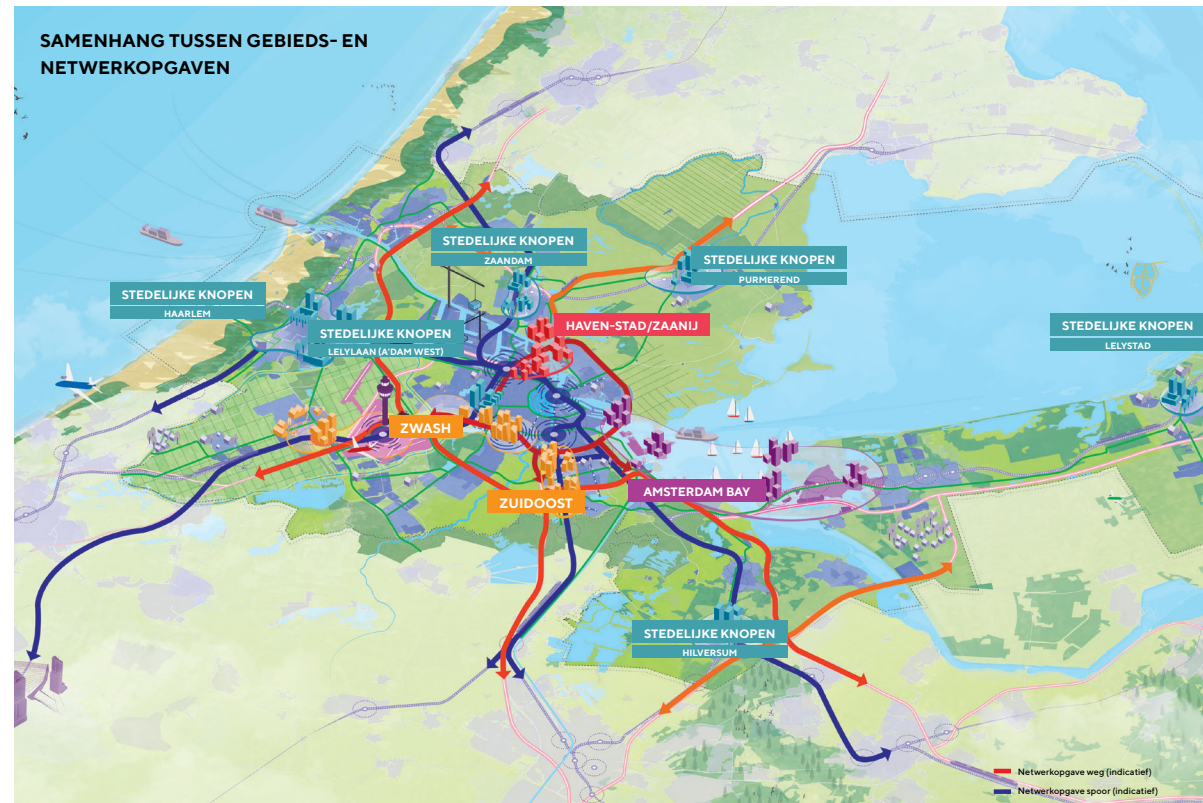 SAMENHANG TUSSEN GEBIEDS- EN
NETWERKOPGAVEN
STEDELIJKE KNOPEN
ZAANDAM
STEDELIJKE KNOPEN
PURMEREND
STEDELIJKE KNOPEN
HAARLEM
HAVEN-STAD/ZAANIJ
STEDELIJKE KNOPEN
LELYLAAN (A'DAM WEST)
STEDELIJKE KNOPEN
LELYSTAD
ZWASH
AMSTERDAM BAY
ZUIDOOST
STEDELIJKE KNOPEN
HILVERSUM
Netwerkopgave weg (indicatief)
Netwerkopgave spoor (indicatief)